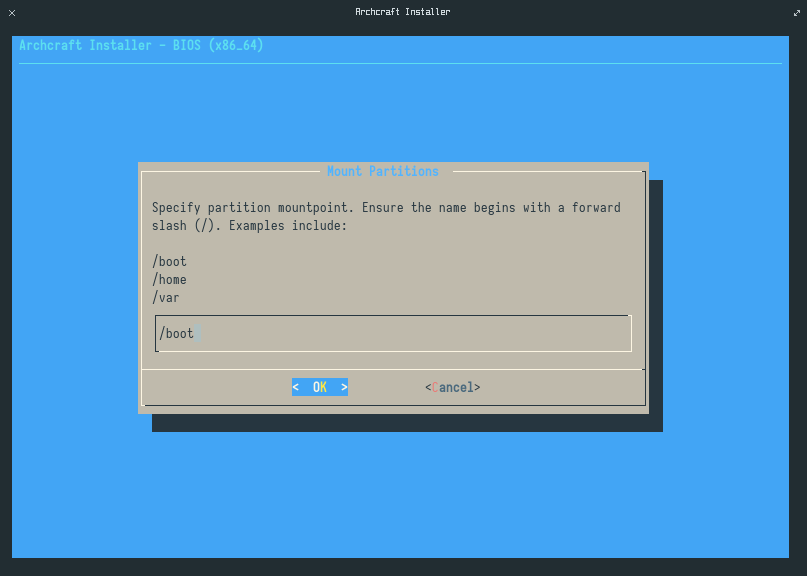 Archcraft Installer
Archcraft Installer - BIOS (x86_64)
Mount Partitions
Specify partition mountpoint. Ensure the name begins with a forward
slash (/). Examples include:
/boot
/home
/var
/boot
<  OK  > <Cancel>